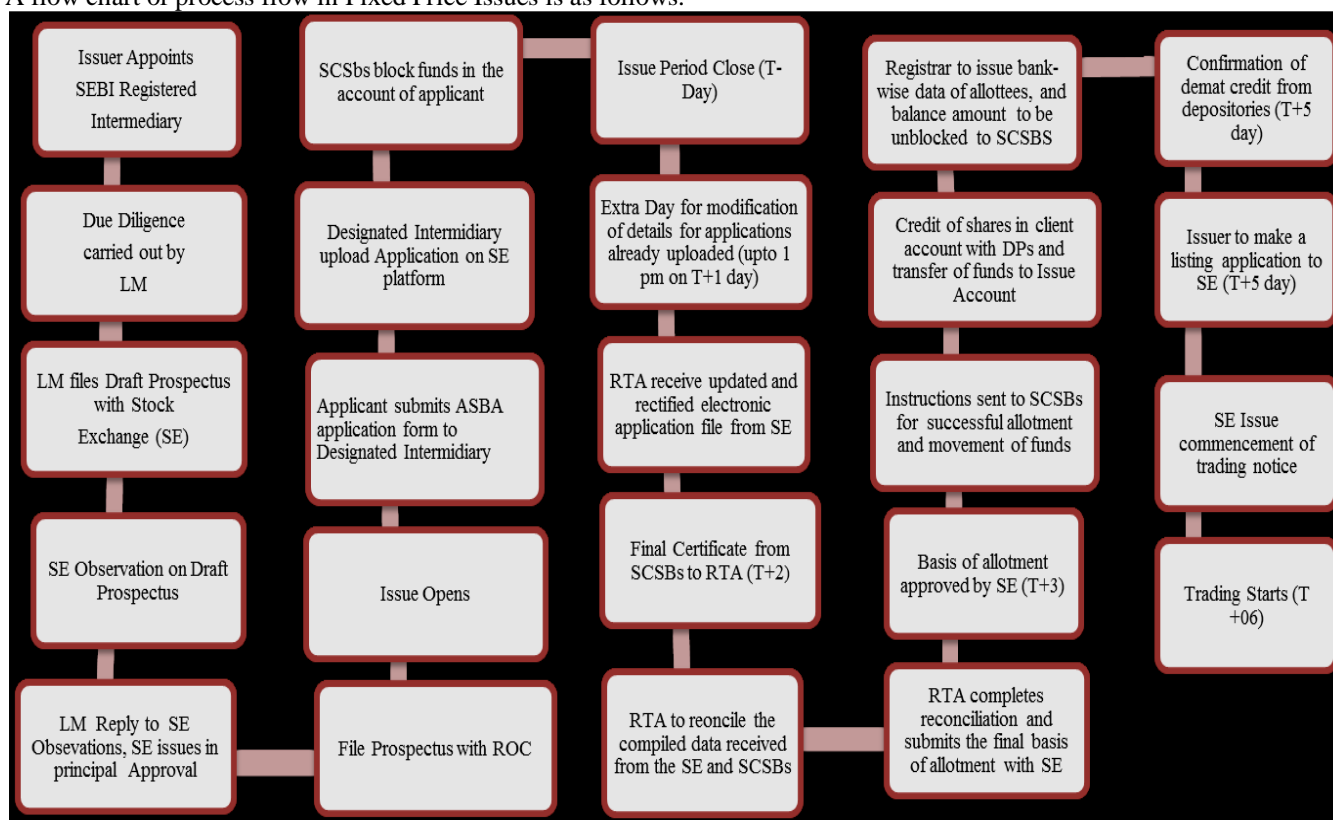 A flow chart of process flow in Fixed Price Issues is as follows:
Issuer Appoints
SEBI Registered
Intermediary
Due Diligence
carried out by
LM
LM files Draft Prospectus
with Stock
Exchange (SE)
SE Observation on Draft
Prospectus
LM Reply to SE
Obsevations, SE issues in
principal Approval
File Prospectus with ROC
Issue Opens
Applicant submits ASBA
application form to
Designated Intermidiary
Designated Intermidiary
upload Application on SE
platform
SCSbs block funds in the
account of applicant
Issue Period Close (T-
Day)
Extra Day for modification
of details for applications
already uploaded (upto 1
pm on T+1 day)
RTA receive updated and
rectified electronic
application file from SE
Final Certificate from
SCSBs to RTA (T+2)
RTA to reconcile the
compiled data received
from the SE and SCSBs
RTA completes
reconciliation and
submits the final basis
of allotment with SE
Basis of allotment
approved by SE (T+3)
Instructions sent to SCSBs
for successful allotment
and movement of funds
Credit of shares in client
account with DPs and
transfer of funds to Issue
Account
Registrar to issue bank-
wise data of allottees, and
balance amount to be
unblocked to SCSBS
Confirmation of
demat credit from
depositories (T+5
day)
Issuer to make a
listing application to
SE (T+5 day)
SE Issue
commencement of
trading notice
Trading Starts (T
+06)